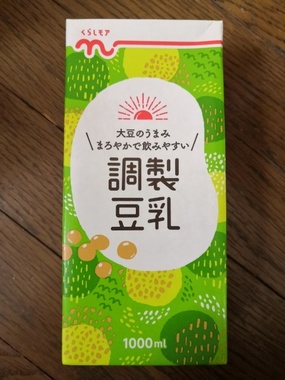 くらしモア
大豆のうまみ
まろやかで飲みやすい
調製
豆乳
1000ml